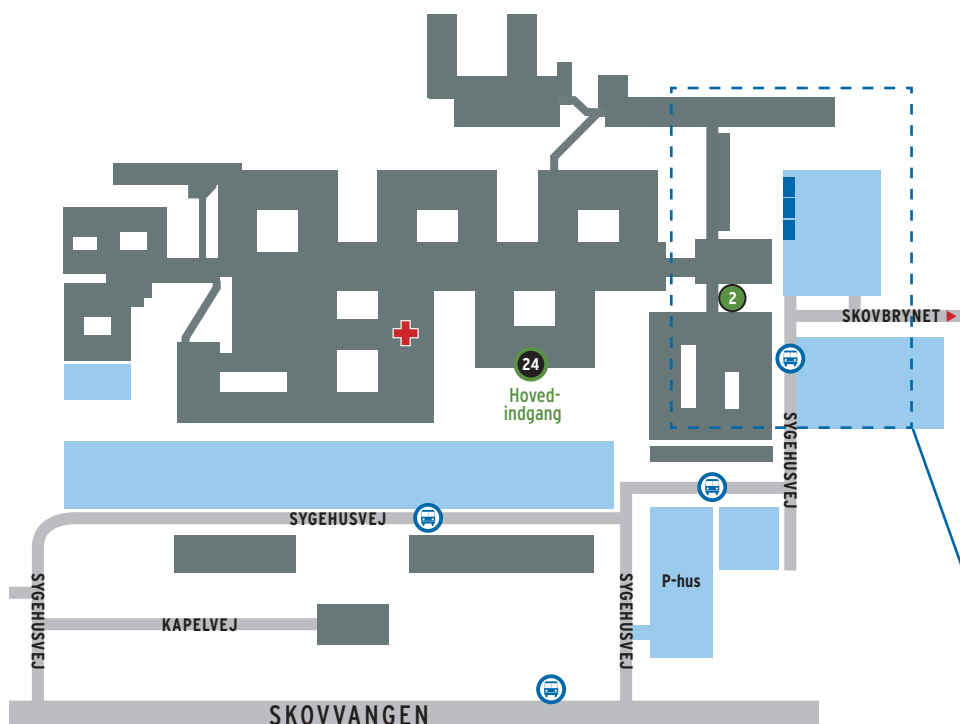 2
SKOVBRYNET
24
Hoved-
indgang
SYGEHUSVEJ
SYGEHUSVEJ
P-hus
SYGEHUSVEJ
SYGEHUSVEJ
KAPELVEJ
SKOVVANGEN